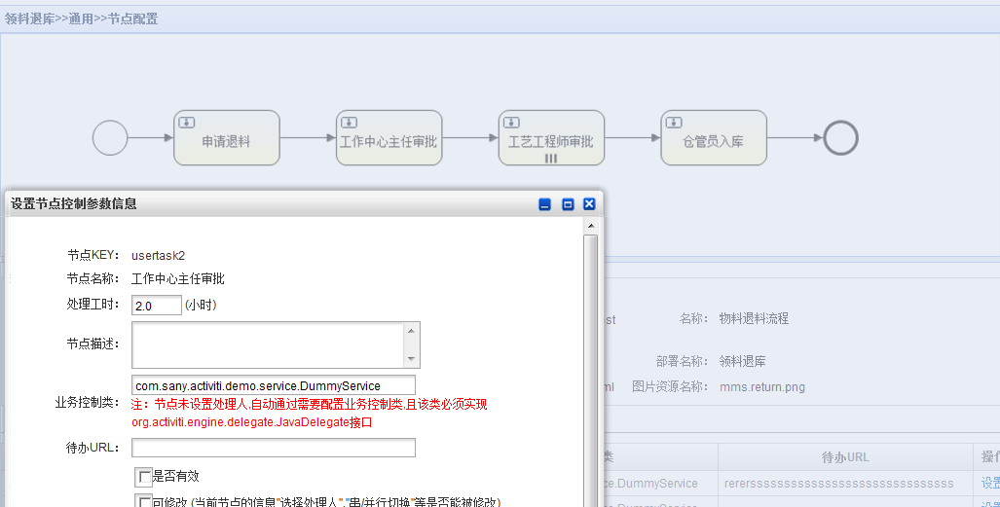 领料退库>>通用>>节点配置
申请退料
工作中心主任审批
工艺工程师审批
仓管员入库
设置节点控制参数信息
节点KEY： usertask2
节点名称： 工作中心主任审批
处理工时： 2.0 (小时)
节点描述：
com.sany.activiti.demo.service.DummyService
业务控制类： 注：节点未设置处理人,自动通过需要配置业务控制类,且该类必须实现
org.activiti.engine.delegate.JavaDelegate接口
待办URL：
是否有效
可修改 (当前节点的信息"选择处理人","串/并行切换"等是否能被修改)
est 名称： 物料退料流程
部署名称： 领料退库
ml 图片资源名称： mms.return.png
类 待办URL 操作
ce.DummyService rerersssssssssssssssssssssssssssssss 设置